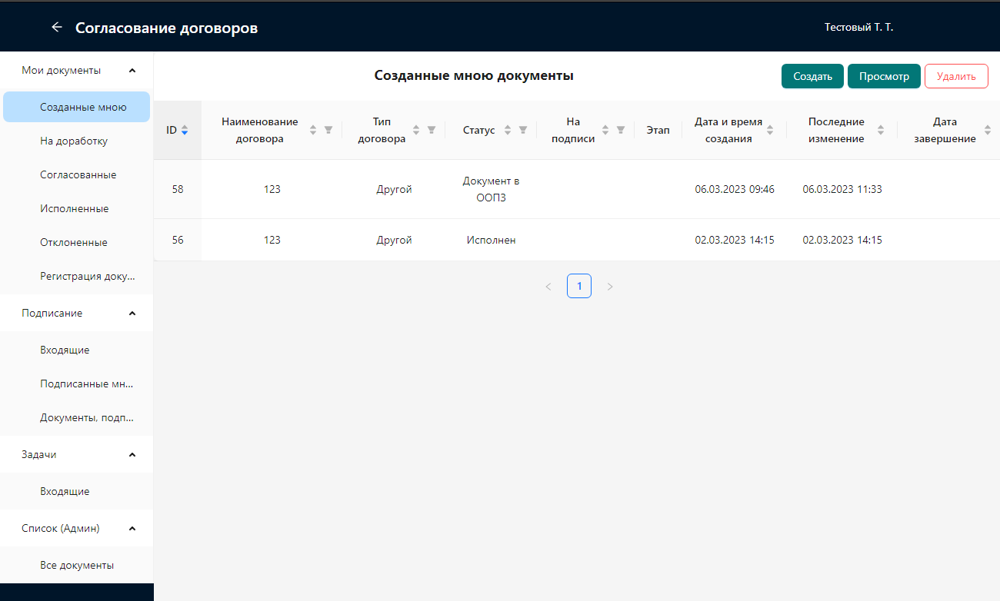 Согласование договоров
Тестовый Т. Т.
Мои документы
Созданные мною
На доработку
Согласованные
Исполненные
Отклоненные
Регистрация доку...
Подписание
Входящие
Подписанные мн...
Документы, подп...
Задачи
Входящие
Список (Админ)
Все документы
Созданные мною документы
Создать
Просмотр
Удалить
ID
Наименование
договора
Тип
договора
Статус
На
подписи
Этап
Дата и время
создания
Последние
изменение
Дата
завершение
58
123
Другой
Документ в
ООПЗ
06.03.2023 09:46
06.03.2023 11:33
56
123
Другой
Исполнен
02.03.2023 14:15
02.03.2023 14:15
1